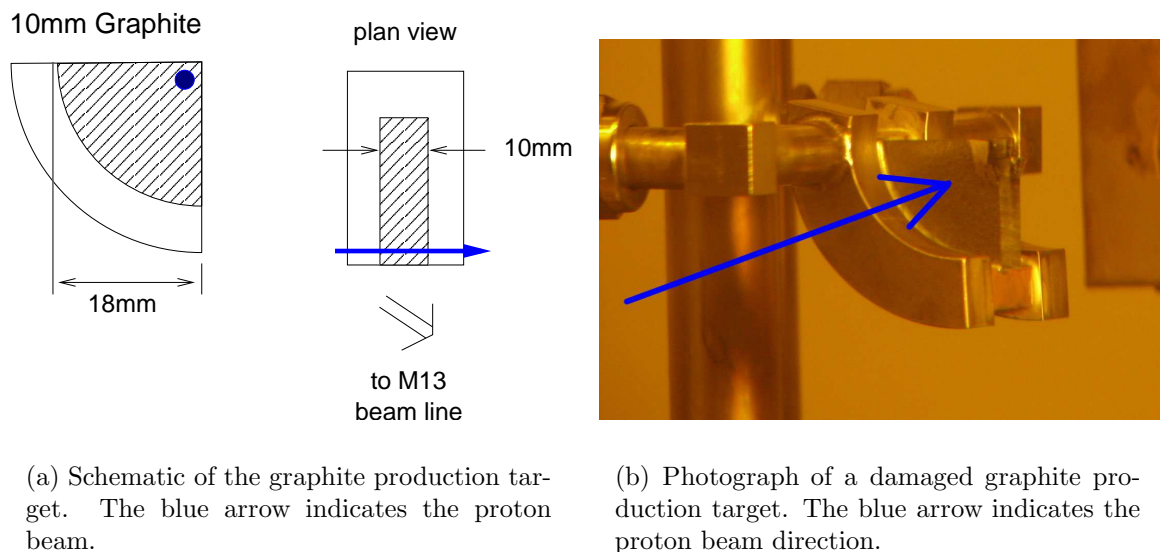 10mm Graphite
18mm
plan view
10mm
to M13
beam line
(a) Schematic of the graphite production tar-
get. The blue arrow indicates the proton
beam.
(b) Photograph of a damaged graphite pro-
duction target. The blue arrow indicates the
proton beam direction.